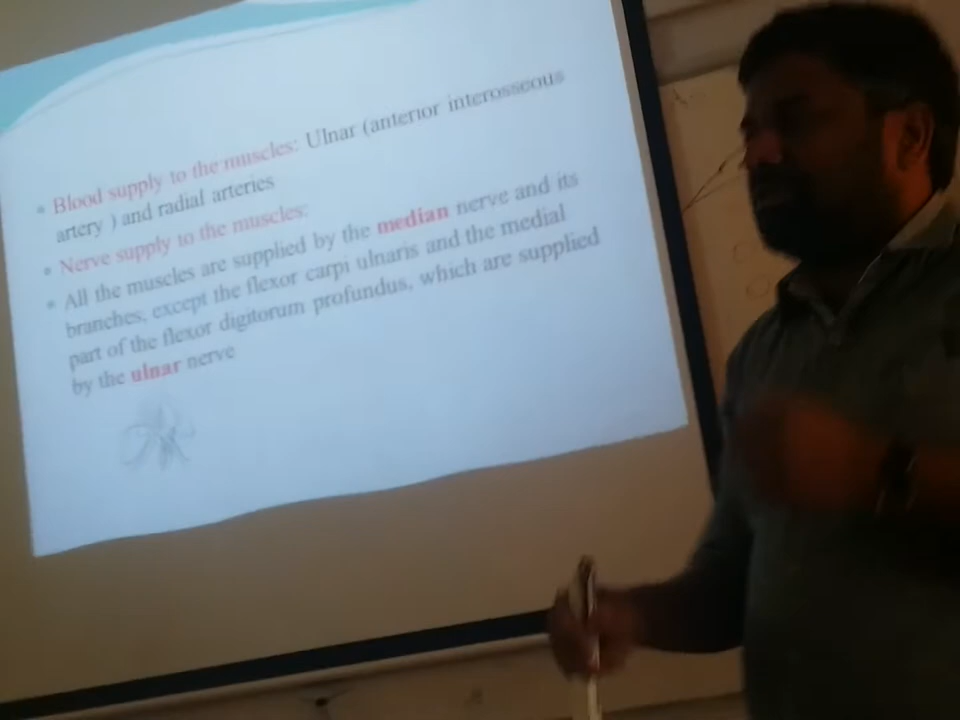 Blood supply to the muscles: Ulnar (anterior interosseous
artery ) and radial arteries
Nerve supply to the muscles:
All the muscles are supplied by the median nerve and its
branches, except the flexor carpi ulnaris and the medial
part of the flexor digitorum profundus, which are supplied
by the ulnar nerve